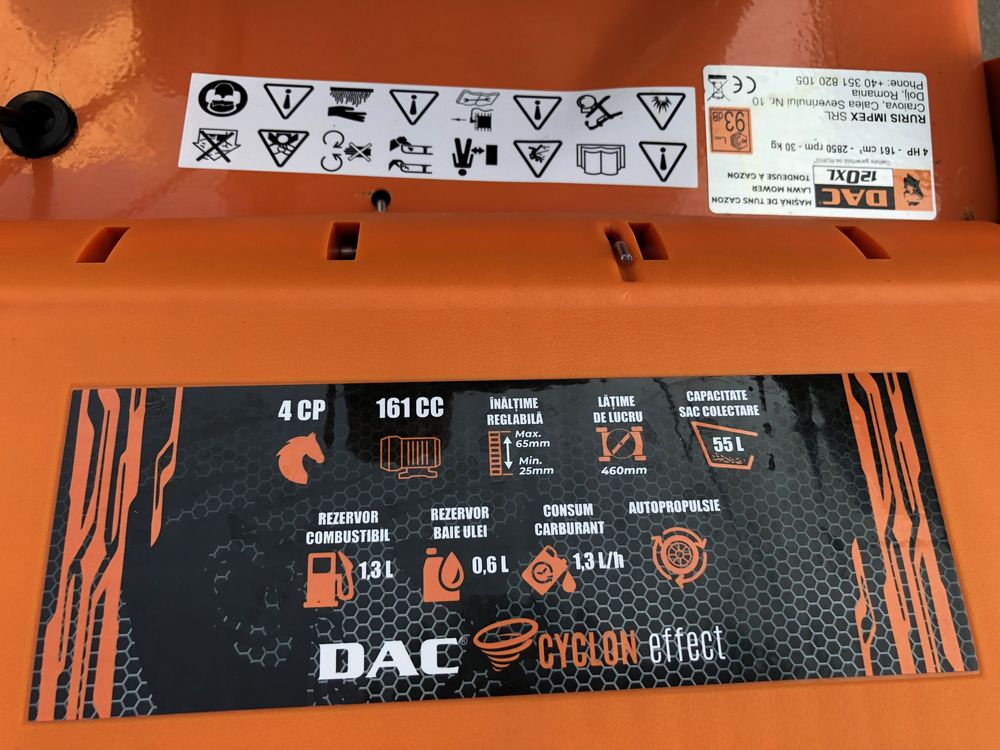 RURIS IMPEX SRL
Craiova, Calea Severinului Nr. 10
Dolj, Romania
Phone: +40 351 820 105
CE
4 HP - 161 cm³ - 2850 rpm - 30 kg
93
dB
DAC
120XL
MAȘINĂ DE TUNS GAZON
LAWN MOWER
TONDEUSE À GAZON
4 CP
161 CC
ÎNĂLȚIME
REGLABILĂ
Max.
65mm
Min.
25mm
LĂȚIME
DE LUCRU
460mm
CAPACITATE
SAC COLECTARE
55 L
REZERVOR
COMBUSTIBIL
1,3 L
REZERVOR
BAIE ULEI
0,6 L
CONSUM
CARBURANT
1,3 L/h
AUTOPROPULSIE
DAC®
CYCLON effect